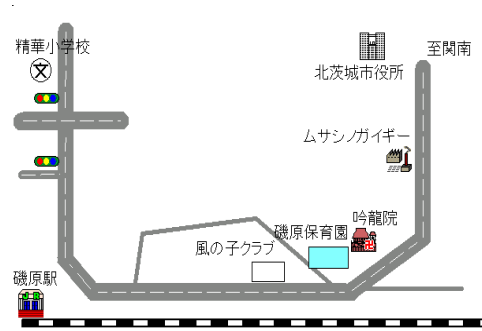 精華小学校
文
北茨城市役所
至関南
ムサシノガイギー
吟龍院
磯原保育園
風の子クラブ
磯原駅